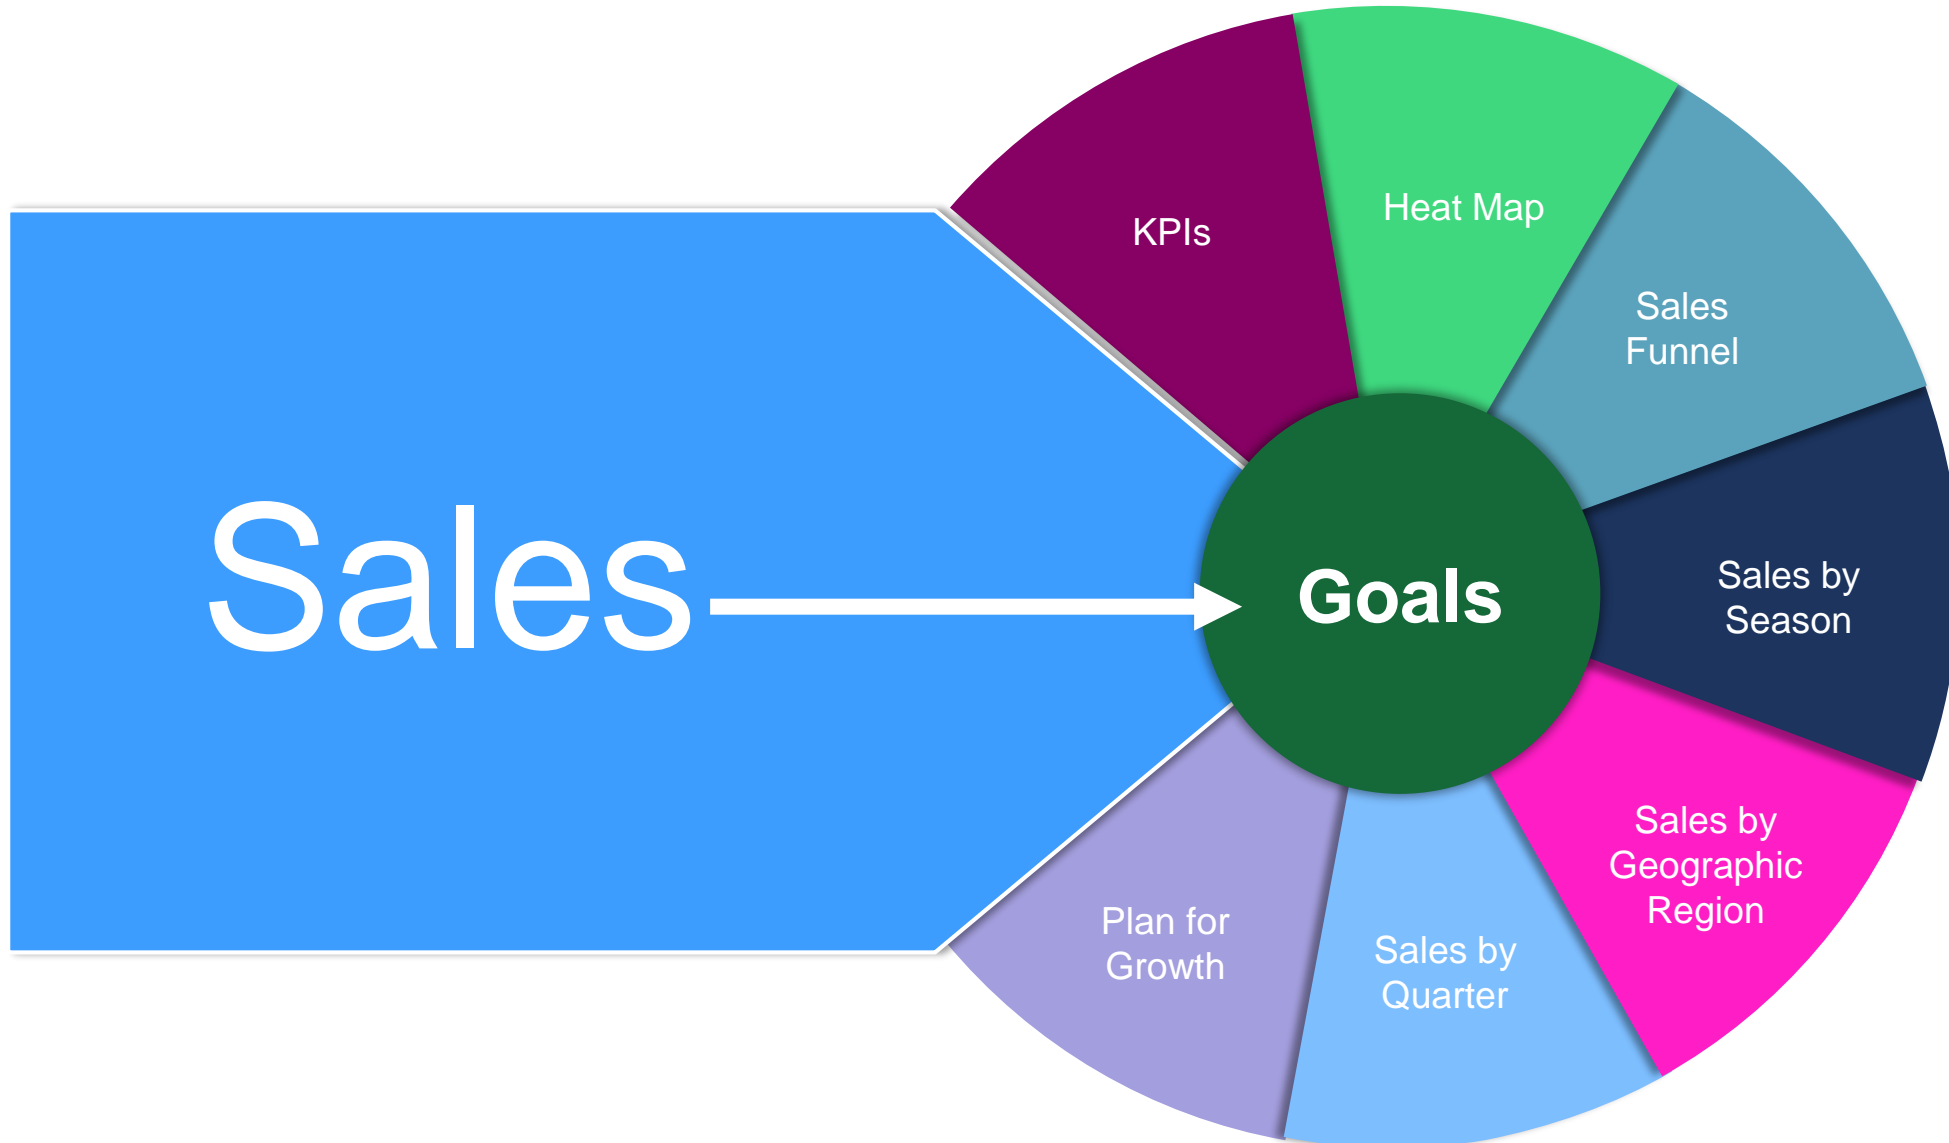 Sales
Goals
KPIs
Heat Map
Sales
Funnel
Sales by
Season
Sales by
Geographic
Region
Sales by
Quarter
Plan for
Growth